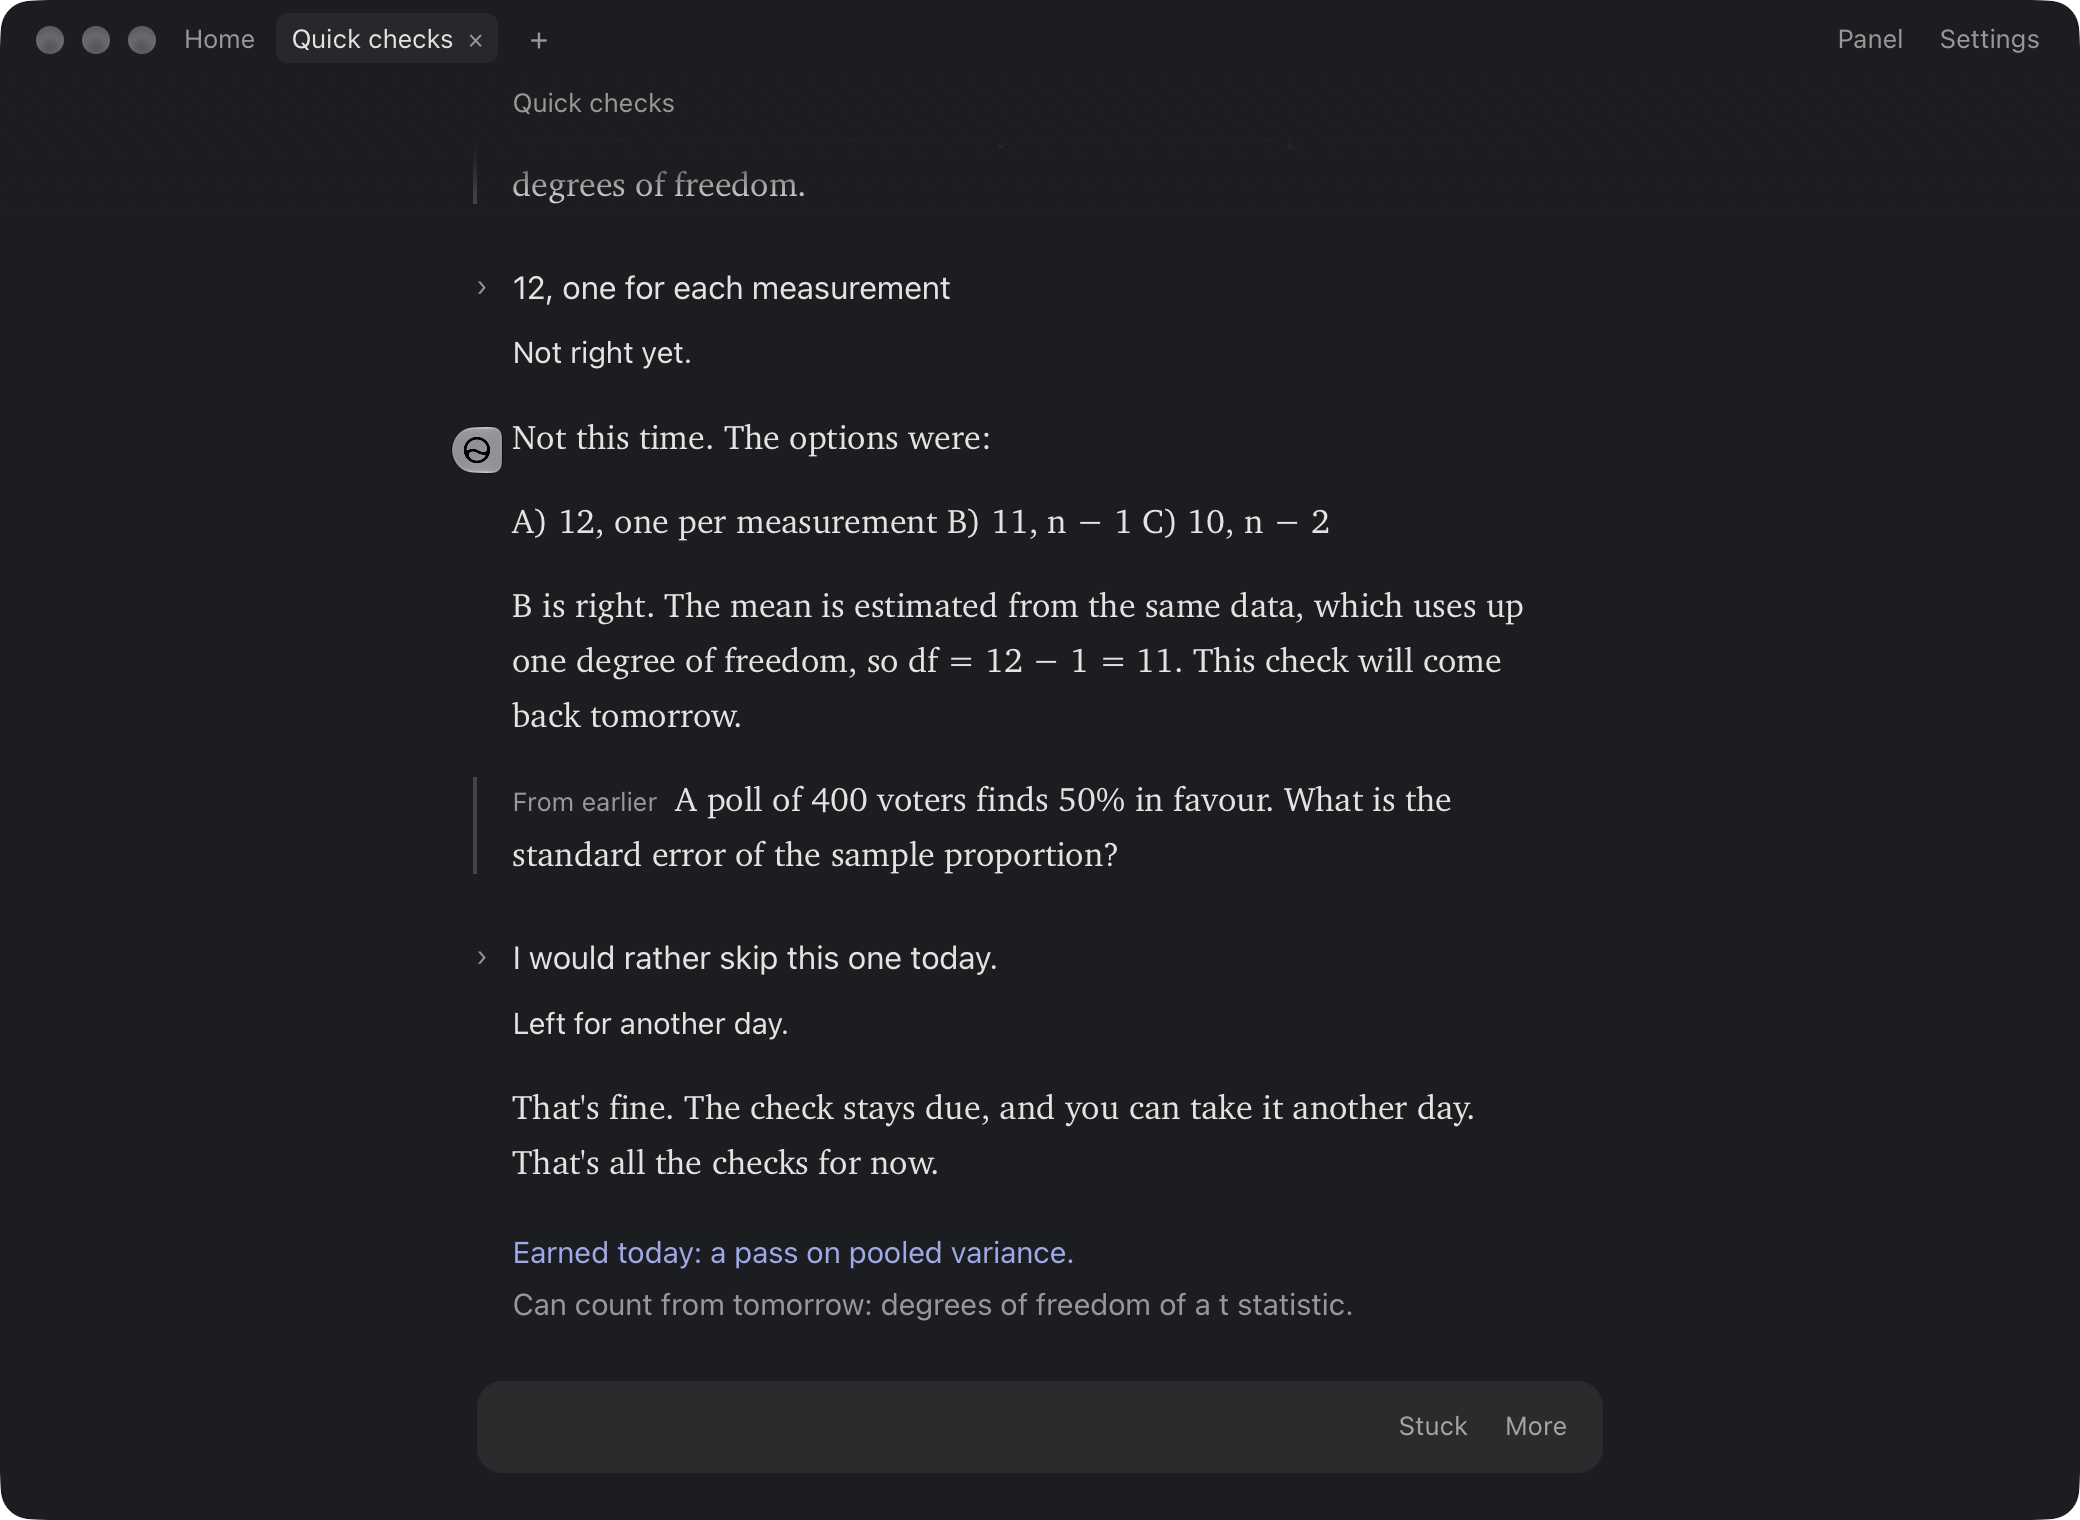 Home
Quick checks ×
+
Panel
Settings
Quick checks
degrees of freedom.
› 12, one for each measurement
Not right yet.
Not this time. The options were:
A) 12, one per measurement B) 11, n − 1 C) 10, n − 2
B is right. The mean is estimated from the same data, which uses up
one degree of freedom, so df = 12 − 1 = 11. This check will come
back tomorrow.
From earlier A poll of 400 voters finds 50% in favour. What is the
standard error of the sample proportion?
› I would rather skip this one today.
Left for another day.
That's fine. The check stays due, and you can take it another day.
That's all the checks for now.
Earned today: a pass on pooled variance.
Can count from tomorrow: degrees of freedom of a t statistic.
Stuck
More